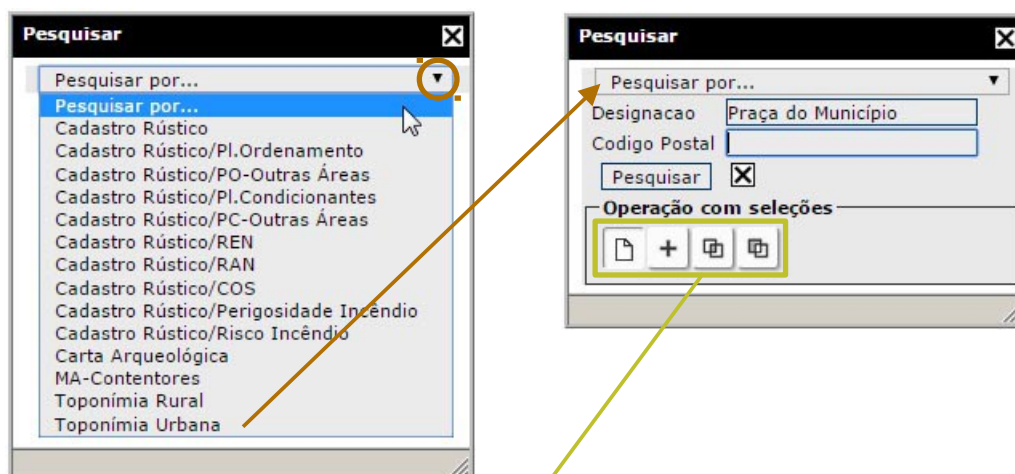 Pesquisar
Pesquisar por...
Pesquisar por...
Cadastro Rústico
Cadastro Rústico/Pl.Ordenamento
Cadastro Rústico/PO-Outras Áreas
Cadastro Rústico/Pl.Condicionantes
Cadastro Rústico/PC-Outras Áreas
Cadastro Rústico/REN
Cadastro Rústico/RAN
Cadastro Rústico/COS
Cadastro Rústico/Perigosidade Incêndio
Cadastro Rústico/Risco Incêndio
Carta Arqueológica
MA-Contentores
Toponímia Rural
Toponímia Urbana
Pesquisar
Pesquisar por...
Designacao Praça do Município
Codigo Postal
Pesquisar
Operação com seleções